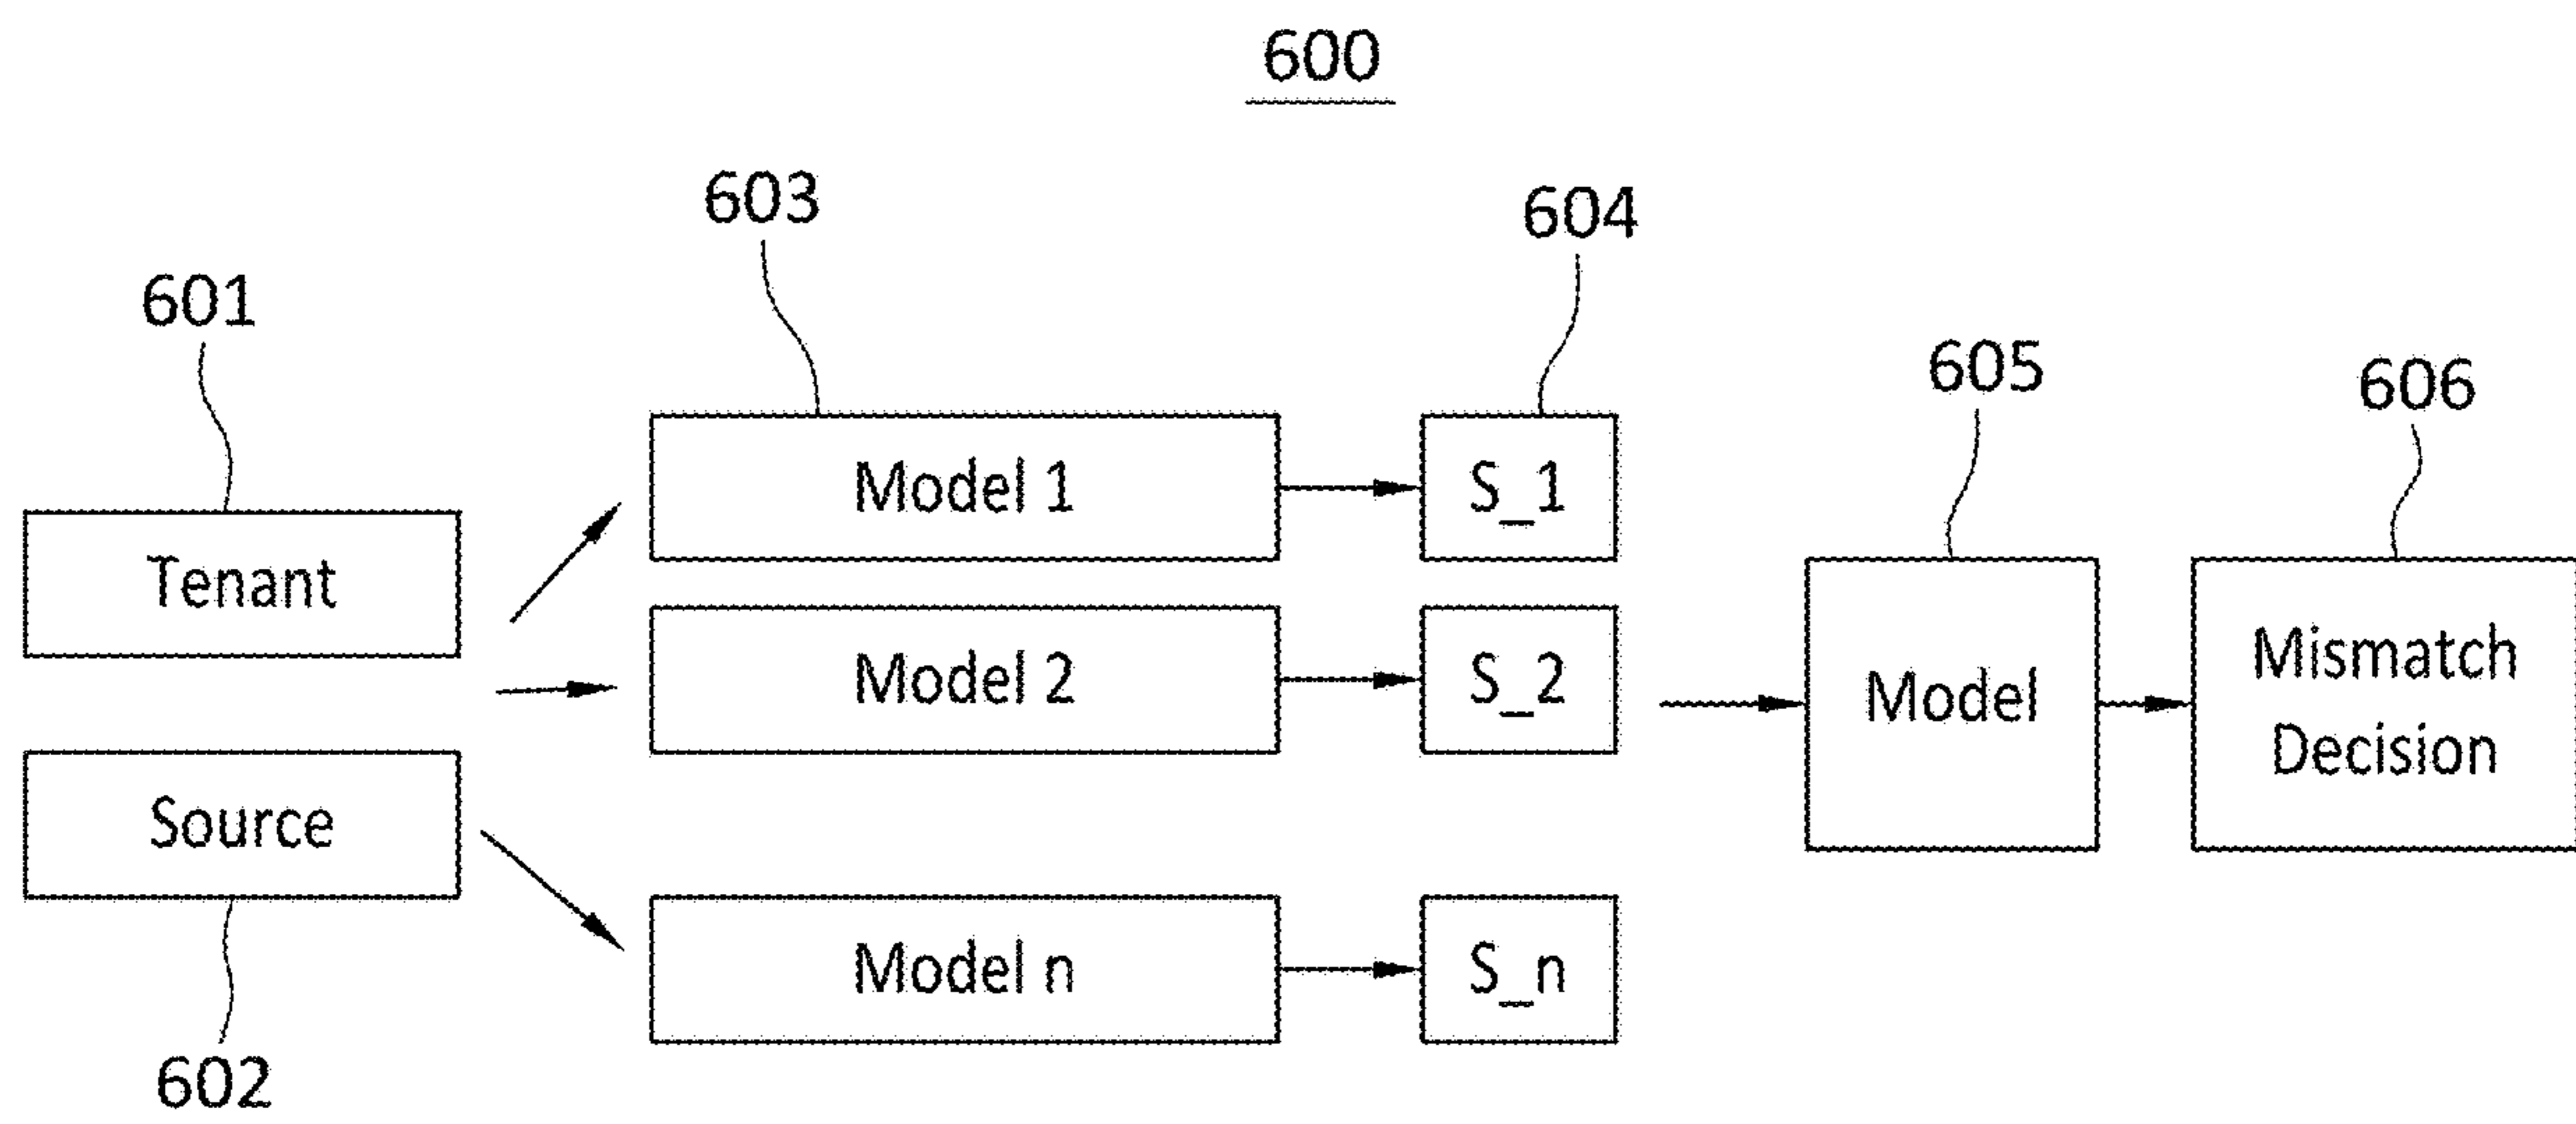 600
603
604
601
605
606
Model 1
S_1
Tenant
Model 2
S_2
Model
Mismatch
Decision
Source
Model n
S_n
602